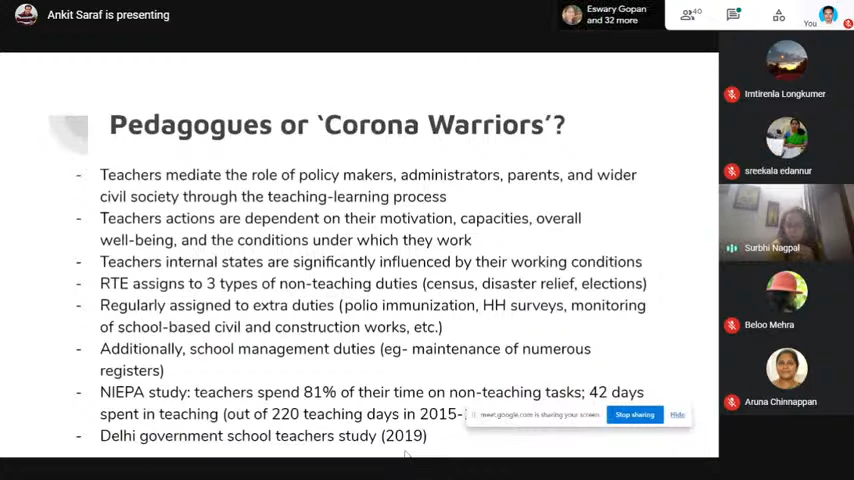 Ankit Saraf is presenting
Eswary Gopan
and 32 more
40
You
Pedagogues or ‘Corona Warriors’?
- Teachers mediate the role of policy makers, administrators, parents, and wider
civil society through the teaching-learning process
- Teachers actions are dependent on their motivation, capacities, overall
well-being, and the conditions under which they work
- Teachers internal states are significantly influenced by their working conditions
- RTE assigns to 3 types of non-teaching duties (census, disaster relief, elections)
- Regularly assigned to extra duties (polio immunization, HH surveys, monitoring
of school-based civil and construction works, etc.)
- Additionally, school management duties (eg- maintenance of numerous
registers)
- NIEPA study: teachers spend 81% of their time on non-teaching tasks; 42 days
spent in teaching (out of 220 teaching days in 2015-
- Delhi government school teachers study (2019)
meet.google.com is sharing your screen.
Stop sharing
Hide
Imtirenla Longkumer
sreekala edannur
Surbhi Nagpal
Beloo Mehra
Aruna Chinnappan